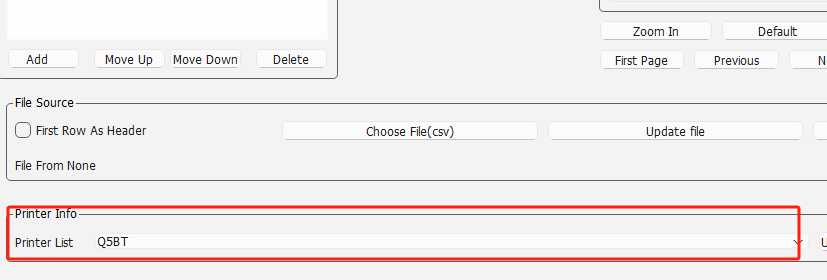 Zoom In Default
Add Move Up Move Down Delete
First Page Previous
File Source
First Row As Header Choose File(csv) Update file
File From None
Printer Info
Printer List Q5BT